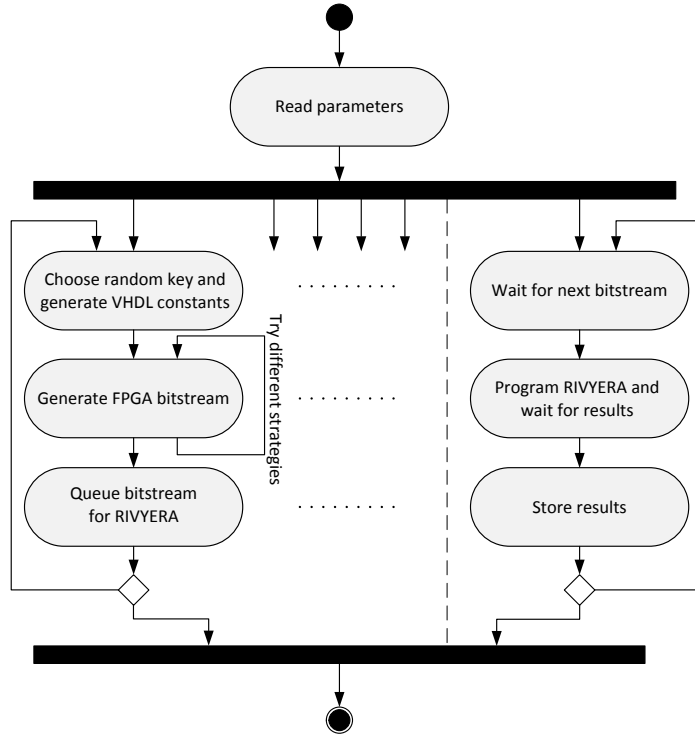 Read parameters
Choose random key and
generate VHDL constants
. . . . . . . . .
Wait for next bitstream
Try different strategies
Generate FPGA bitstream
. . . . . . . . .
Program RIVYERA and
wait for results
Queue bitstream
for RIVYERA
. . . . . . . . .
Store results